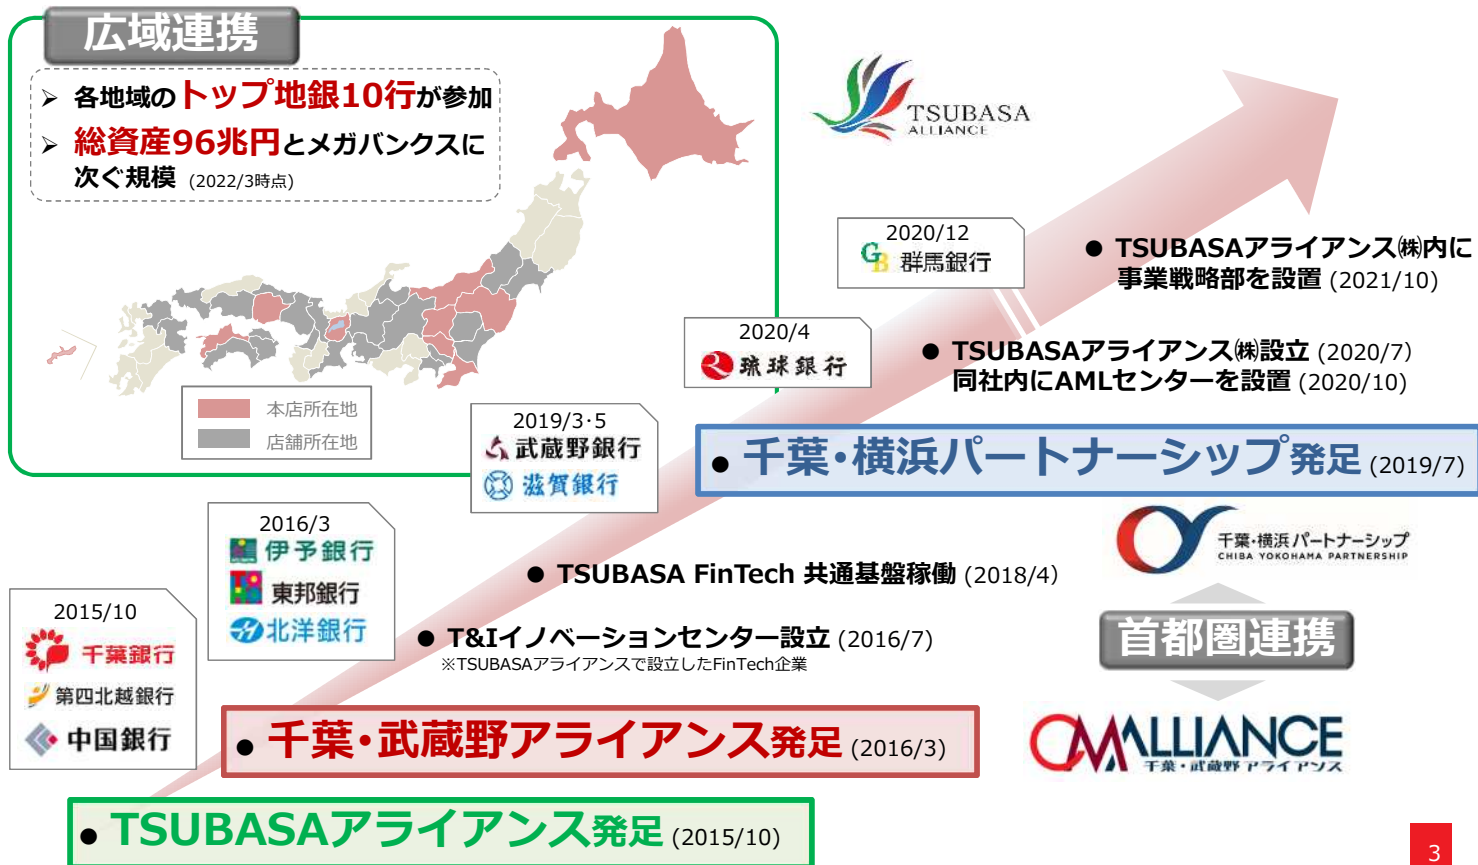 広域連携
➢ 各地域のトップ地銀10行が参加
➢ 総資産96兆円とメガバンクスに
次ぐ規模 (2022/3時点)
本店所在地
店舗所在地
TSUBASA
ALLIANCE
2020/12
GB 群馬銀行
● TSUBASAアライアンス㈱内に
事業戦略部を設置 (2021/10)
2020/4
琉球銀行
● TSUBASAアライアンス㈱設立 (2020/7)
同社内にAMLセンターを設置 (2020/10)
2019/3・5
武蔵野銀行
滋賀銀行
● 千葉・横浜パートナーシップ発足 (2019/7)
千葉・横浜パートナーシップ
CHIBA YOKOHAMA PARTNERSHIP
2016/3
伊予銀行
東邦銀行
北洋銀行
● TSUBASA FinTech 共通基盤稼働 (2018/4)
● T&Iイノベーションセンター設立 (2016/7)
※TSUBASAアライアンスで設立したFinTech企業
首都圏連携
2015/10
千葉銀行
第四北越銀行
中国銀行
● 千葉・武蔵野アライアンス発足 (2016/3)
CMALLIANCE
千葉・武蔵野アライアンス
● TSUBASAアライアンス発足 (2015/10)
3